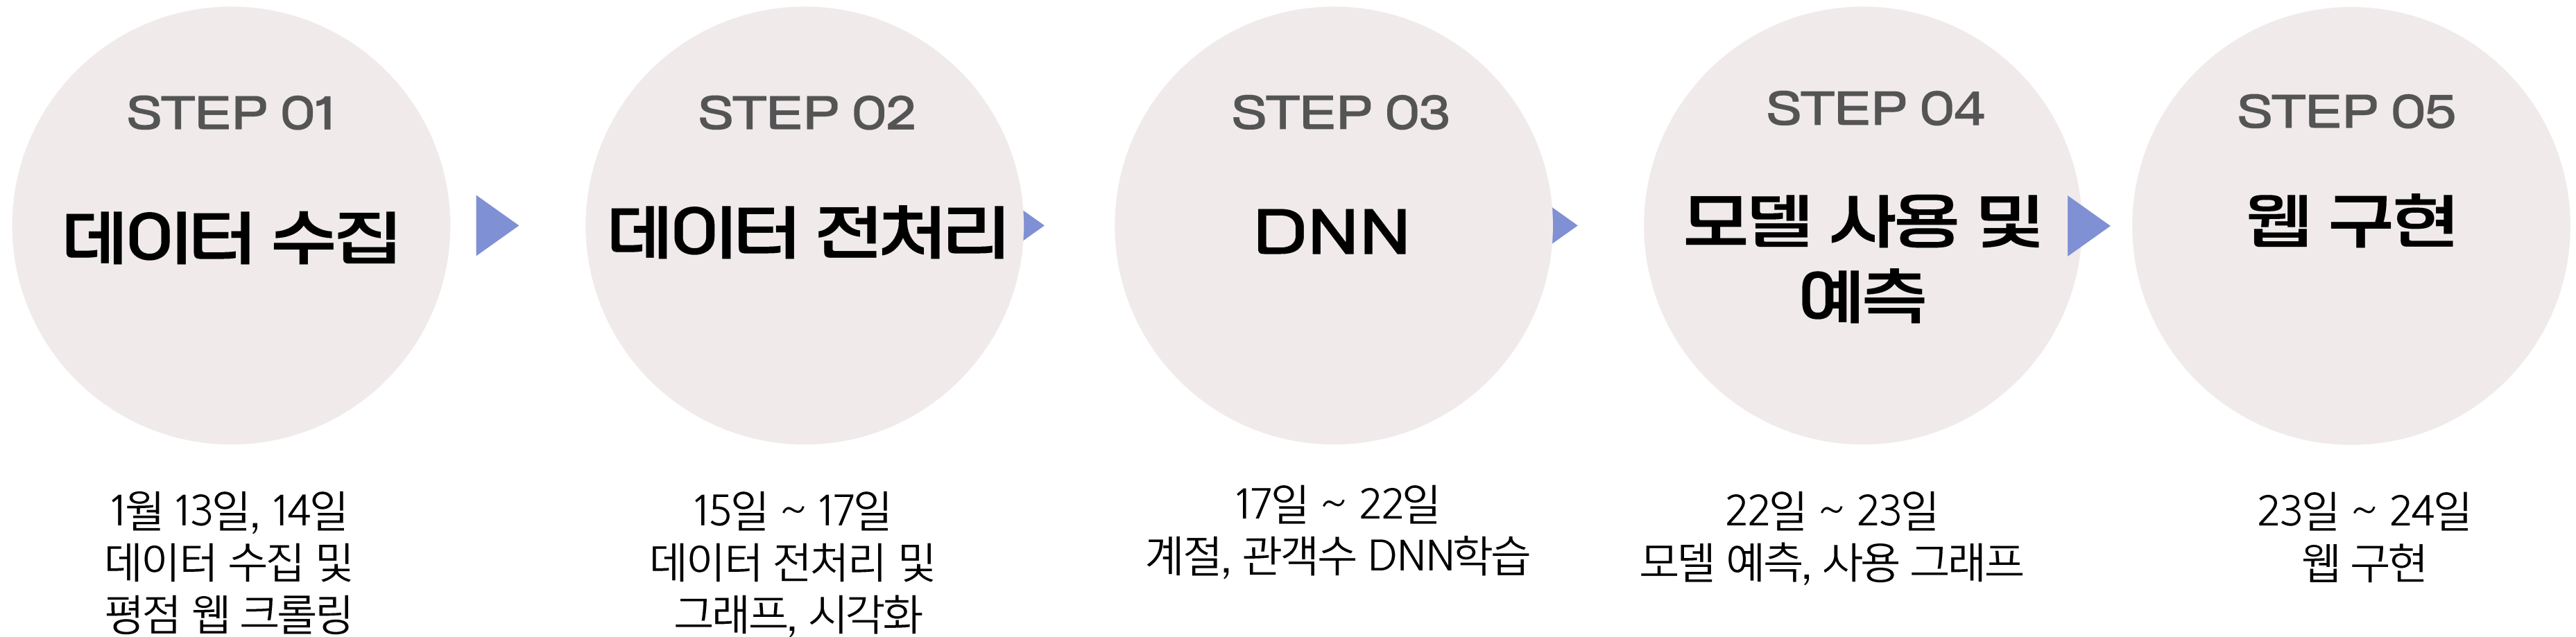 STEP 01
데이터 수집
1월 13일, 14일
데이터 수집 및
평점 웹 크롤링
STEP 02
데이터 전처리
15일 ~ 17일
데이터 전처리 및
그래프, 시각화
STEP 03
DNN
17일 ~ 22일
계절, 관객수 DNN학습
STEP 04
모델 사용 및
예측
22일 ~ 23일
모델 예측, 사용 그래프
STEP 05
웹 구현
23일 ~ 24일
웹 구현